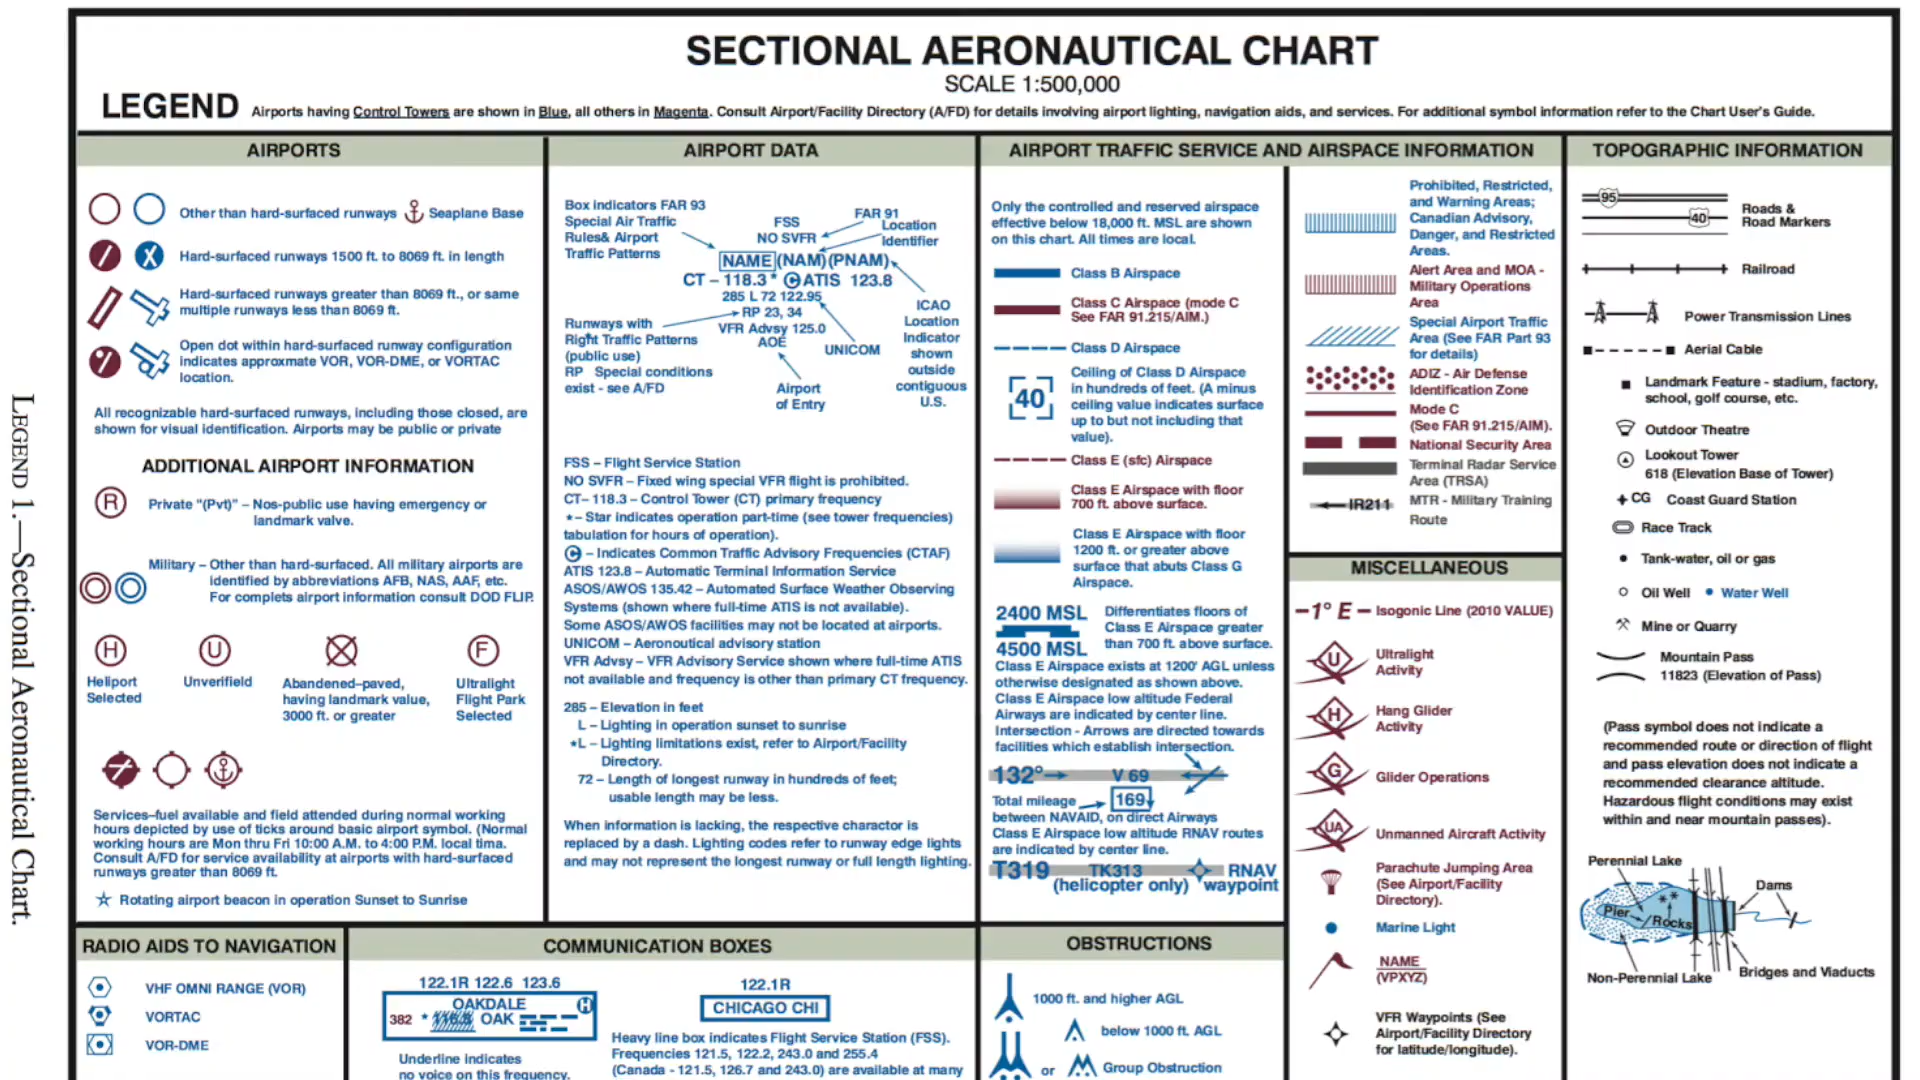 LEGEND 1.—Sectional Aeronautical Chart.
SECTIONAL AERONAUTICAL CHART
SCALE 1:500,000
LEGEND Airports having Control Towers are shown in Blue, all others in Magenta. Consult Airport/Facility Directory (A/FD) for details involving airport lighting, navigation aids, and services. For additional symbol information refer to the Chart User's Guide.
AIRPORTS
Other than hard-surfaced runways
Seaplane Base
Hard-surfaced runways 1500 ft. to 8069 ft. in length
Hard-surfaced runways greater than 8069 ft., or same
multiple runways less than 8069 ft.
Open dot within hard-surfaced runway configuration
indicates approxmate VOR, VOR-DME, or VORTAC
location.
All recognizable hard-surfaced runways, including those closed, are
shown for visual identification. Airports may be public or private
ADDITIONAL AIRPORT INFORMATION
R
Private "(Pvt)" – Nos-public use having emergency or
landmark valve.
Military – Other than hard-surfaced. All military airports are
identified by abbreviations AFB, NAS, AAF, etc.
For complets airport information consult DOD FLIP.
H
U
F
Heliport
Selected
Unverifield
Abandoned–paved,
having landmark value,
3000 ft. or greater
Ultralight
Flight Park
Selected
Services–fuel available and field attended during normal working
hours depicted by use of ticks around basic airport symbol. (Normal
working hours are Mon thru Fri 10:00 A.M. to 4:00 P.M. local tima.
Consult A/FD for service availability at airports with hard-surfaced
runways greater than 8069 ft.
Rotating airport beacon in operation Sunset to Sunrise
AIRPORT DATA
Box indicators FAR 93
Special Air Traffic
Rules& Airport
Traffic Patterns
FSS
NO SVFR
FAR 91
Location
Identifier
NAME (NAM) (PNAM)
CT – 118.3 * C ATIS 123.8
285 L 72 122.95
RP 23, 34
VFR Advsy 125.0
AOE
Runways with
Right Traffic Patterns
(public use)
RP Special conditions
exist - see A/FD
UNICOM
Airport
of Entry
ICAO
Location
Indicator
shown
outside
contiguous
U.S.
FSS – Flight Service Station
NO SVFR – Fixed wing special VFR flight is prohibited.
CT– 118.3 – Control Tower (CT) primary frequency
*– Star indicates operation part-time (see tower frequencies)
tabulation for hours of operation).
C – Indicates Common Traffic Advisory Frequencies (CTAF)
ATIS 123.8 – Automatic Terminal Information Service
ASOS/AWOS 135.42 – Automated Surface Weather Observing
Systems (shown where full-time ATIS is not available).
Some ASOS/AWOS facilities may not be located at airports.
UNICOM – Aeronoutical advisory station
VFR Advsy – VFR Advisory Service shown where full-time ATIS
not available and frequency is other than primary CT frequency.
285 – Elevation in feet
L – Lighting in operation sunset to sunrise
*L – Lighting limitations exist, refer to Airport/Facility
Directory.
72 – Length of longest runway in hundreds of feet;
usable length may be less.
When information is lacking, the respective charactor is
replaced by a dash. Lighting codes refer to runway edge lights
and may not represent the longest runway or full length lighting.
AIRPORT TRAFFIC SERVICE AND AIRSPACE INFORMATION
Only the controlled and reserved airspace
effective below 18,000 ft. MSL are shown
on this chart. All times are local.
Class B Airspace
Class C Airspace (mode C
See FAR 91.215/AIM.)
Class D Airspace
40
Ceiling of Class D Airspace
in hundreds of feet. (A minus
ceiling value indicates surface
up to but not including that
value).
Class E (sfc) Airspace
Class E Airspace with floor
700 ft. above surface.
Class E Airspace with floor
1200 ft. or greater above
surface that abuts Class G
Airspace.
2400 MSL
4500 MSL
Differentiates floors of
Class E Airspace greater
than 700 ft. above surface.
Class E Airspace exists at 1200' AGL unless
otherwise designated as shown above.
Class E Airspace low altitude Federal
Airways are indicated by center line.
Intersection - Arrows are directed towards
facilities which establish intersection.
132° V 69
Total mileage 169
between NAVAID, on direct Airways
Class E Airspace low altitude RNAV routes
are indicated by center line.
T319 TK313 RNAV
(helicopter only) waypoint
Prohibited, Restricted,
and Warning Areas;
Canadian Advisory,
Danger, and Restricted
Areas.
Alert Area and MOA -
Military Operations
Area
Special Airport Traffic
Area (See FAR Part 93
for details)
ADIZ - Air Defense
Identification Zone
Mode C
(See FAR 91.215/AIM).
National Security Area
Terminal Radar Service
Area (TRSA)
IR211
MTR - Military Training
Route
MISCELLANEOUS
–1° E – Isogonic Line (2010 VALUE)
U
Ultralight
Activity
H
Hang Glider
Activity
G
Glider Operations
UA
Unmanned Aircraft Activity
Parachute Jumping Area
(See Airport/Facility
Directory).
Marine Light
NAME
(VPXYZ)
VFR Waypoints (See
Airport/Facility Directory
for latitude/longitude).
TOPOGRAPHIC INFORMATION
95
40
Roads &
Road Markers
Railroad
Power Transmission Lines
Aerial Cable
Landmark Feature - stadium, factory,
school, golf course, etc.
Outdoor Theatre
Lookout Tower
618 (Elevation Base of Tower)
CG Coast Guard Station
Race Track
Tank-water, oil or gas
Oil Well
Water Well
Mine or Quarry
Mountain Pass
11823 (Elevation of Pass)
(Pass symbol does not indicate a
recommended route or direction of flight
and pass elevation does not indicate a
recommended clearance altitude.
Hazardous flight conditions may exist
within and near mountain passes).
Perennial Lake
Dams
Pier
Rocks
Non-Perennial Lake
Bridges and Viaducts
RADIO AIDS TO NAVIGATION
VHF OMNI RANGE (VOR)
VORTAC
VOR-DME
COMMUNICATION BOXES
122.1R 122.6 123.6
OAKDALE H
382 * OAK
Underline indicates
no voice on this frequency.
122.1R
CHICAGO CHI
Heavy line box indicates Flight Service Station (FSS).
Frequencies 121.5, 122.2, 243.0 and 255.4
(Canada - 121.5, 126.7 and 243.0) are available at many
OBSTRUCTIONS
1000 ft. and higher AGL
below 1000 ft. AGL
or
Group Obstruction